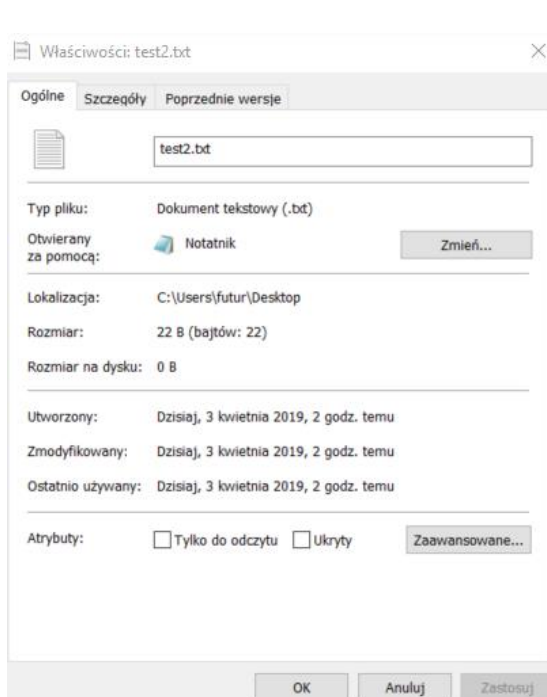 Właściwości: test2.txt
Ogólne Szczegóły Poprzednie wersje
test2.txt
Typ pliku: Dokument tekstowy (.txt)
Otwierany
za pomocą: Notatnik Zmień...
Lokalizacja: C:\Users\futur\Desktop
Rozmiar: 22 B (bajtów: 22)
Rozmiar na dysku: 0 B
Utworzony: Dzisiaj, 3 kwietnia 2019, 2 godz. temu
Zmodyfikowany: Dzisiaj, 3 kwietnia 2019, 2 godz. temu
Ostatnio używany: Dzisiaj, 3 kwietnia 2019, 2 godz. temu
Atrybuty: Tylko do odczytu Ukryty Zaawansowane...
OK Anuluj Zastosuj